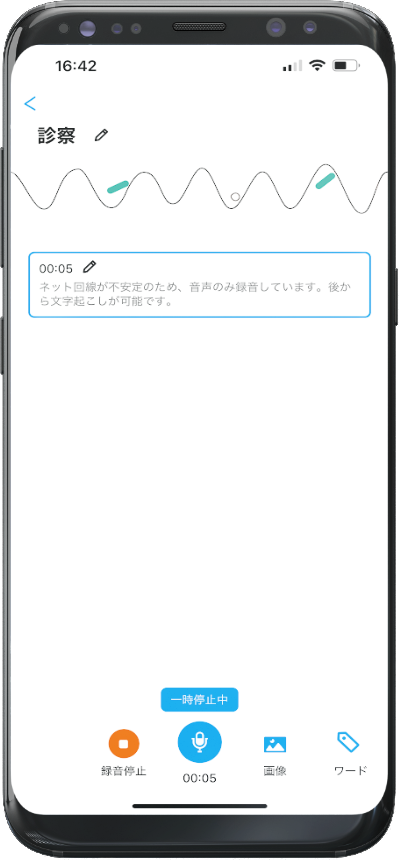 16:42
診察
00:05
ネット回線が不安定のため、音声のみ録音しています。後か
ら文字起こしが可能です。
一時停止中
録音停止
00:05
画像
ワード